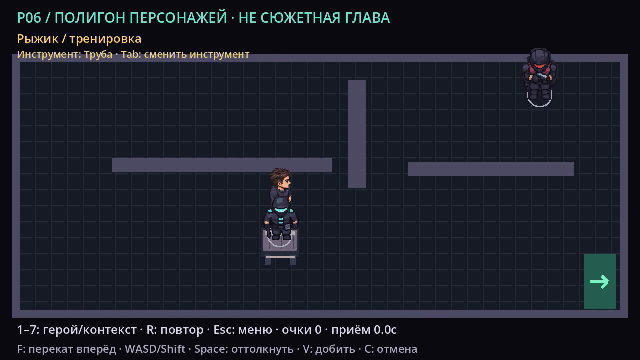 P06 / ПОЛИГОН ПЕРСОНАЖЕЙ · НЕ СЮЖЕТНАЯ ГЛАВА
Рыжик / тренировка
Инструмент: Труба · Tab: сменить инструмент
1–7: герой/контекст · R: повтор · Esc: меню · очки 0 · приём 0.0с
F: перекат вперёд · WASD/Shift · Space: оттолкнуть · V: добить · C: отмена